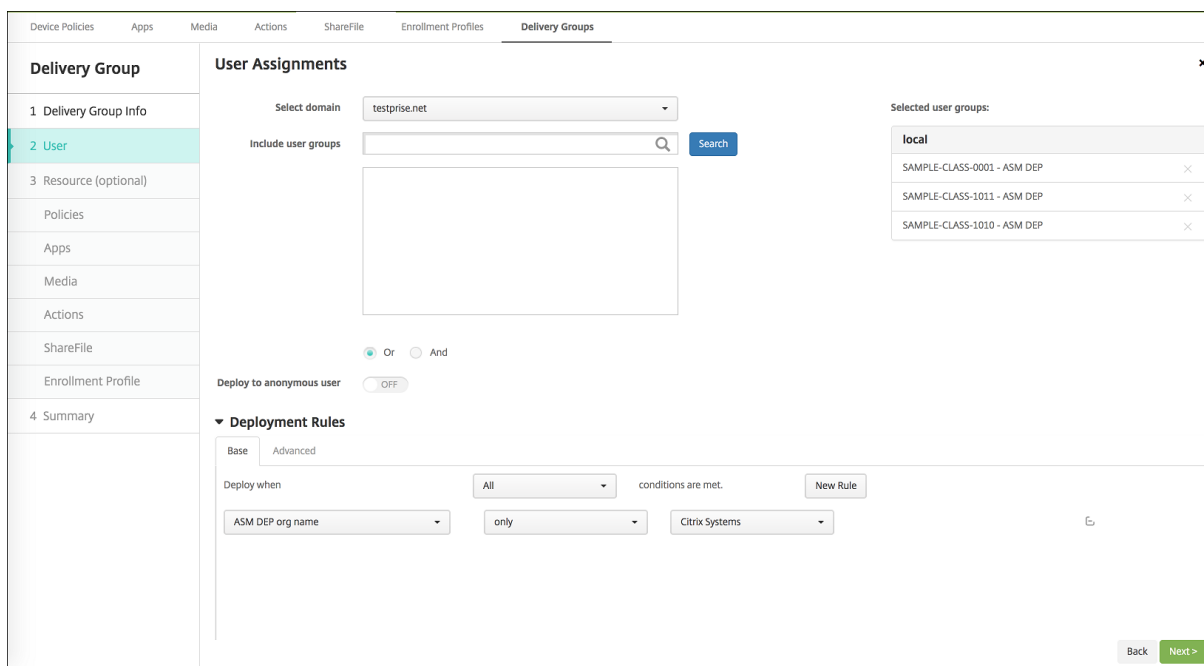 Device Policies Apps Media Actions ShareFile Enrollment Profiles Delivery Groups
Delivery Group
1 Delivery Group Info
2 User
3 Resource (optional)
Policies
Apps
Media
Actions
ShareFile
Enrollment Profile
4 Summary
User Assignments
Select domain testprise.net
Include user groups Search
Or And
Deploy to anonymous user OFF
Selected user groups:
local
SAMPLE-CLASS-0001 - ASM DEP
SAMPLE-CLASS-1011 - ASM DEP
SAMPLE-CLASS-1010 - ASM DEP
Deployment Rules
Base Advanced
Deploy when All conditions are met. New Rule
ASM DEP org name only Citrix Systems
Back Next >